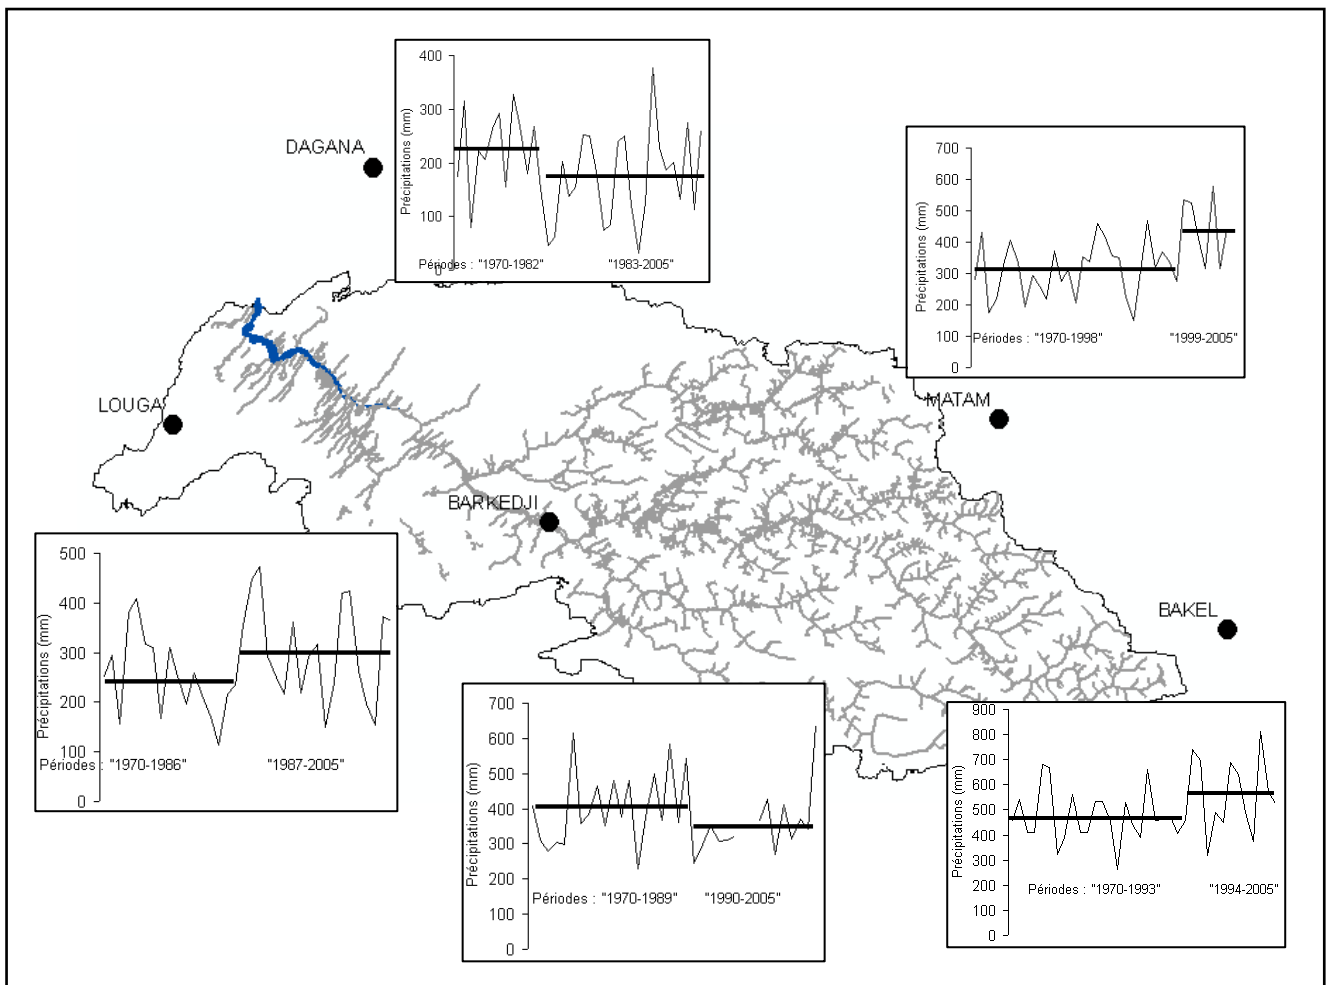 DAGANA
400
300
200
100
0
Précipitations (mm)
Périodes : "1970-1982" "1983-2005"
700
600
500
400
300
200
100
0
Précipitations (mm)
Périodes : "1970-1998" "1999-2005"
LOUGA
MATAM
BARKEDJI
BAKEL
500
400
300
200
100
0
Précipitations (mm)
Périodes : "1970-1986" "1987-2005"
700
600
500
400
300
200
100
0
Précipitations (mm)
Périodes : "1970-1989" "1990-2005"
900
800
700
600
500
400
300
200
100
0
Précipitations (mm)
Périodes : "1970-1993" "1994-2005"